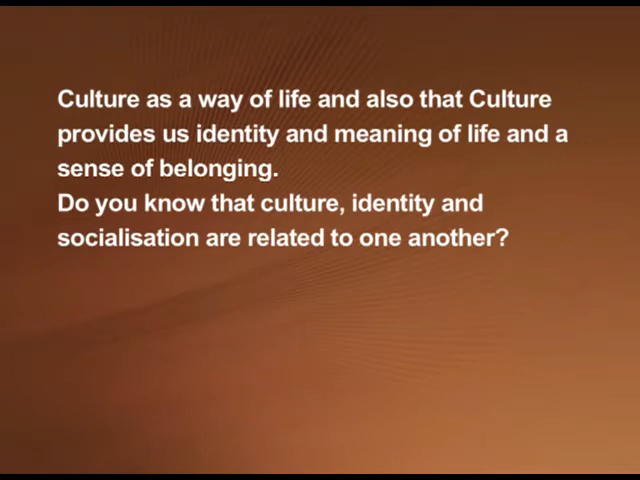 Culture as a way of life and also that Culture
provides us identity and meaning of life and a
sense of belonging.
Do you know that culture, identity and
socialisation are related to one another?